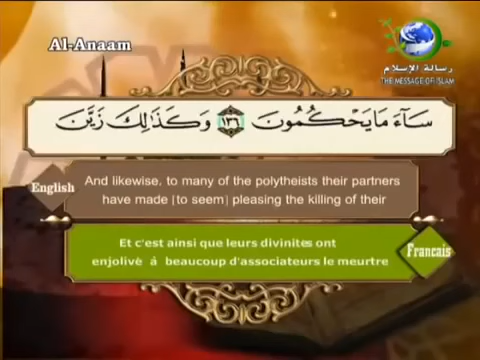 Al-Anaam
رسالة الإسلام
THE MESSAGE OF ISLAM
سَآءَ مَا يَحْكُمُونَ ١٣٦ وَكَذَٰلِكَ زَيَّنَ
English
And likewise, to many of the polytheists their partners
have made [to seem] pleasing the killing of their
Et c'est ainsi que leurs divinites ont
enjolivè á beaucoup d'associateurs le meurtre
Francais